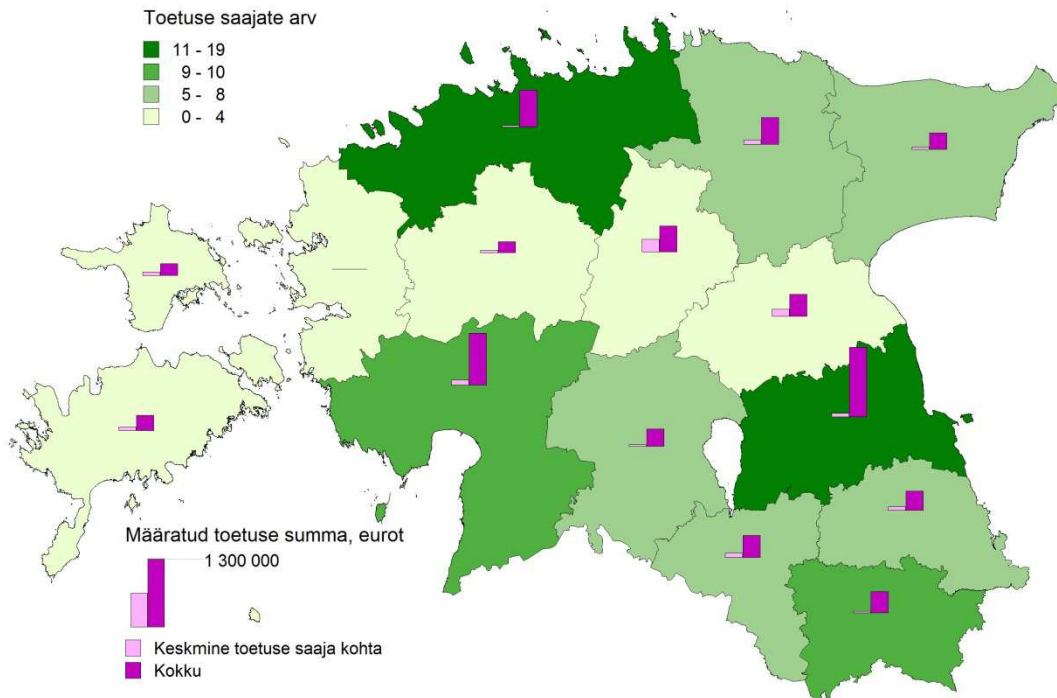 Toetuse saajate arv
11 - 19
9 - 10
5 - 8
0 - 4
Määratud toetuse summa, eurot
1 300 000
Keskmine toetuse saaja kohta
Kokku